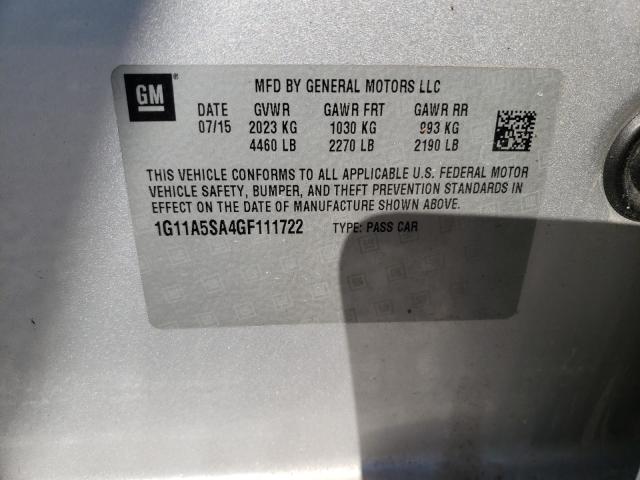 GM
MFD BY GENERAL MOTORS LLC
DATE GVWR GAWR FRT GAWR RR
07/15 2023 KG 1030 KG 993 KG
4460 LB 2270 LB 2190 LB
THIS VEHICLE CONFORMS TO ALL APPLICABLE U.S. FEDERAL MOTOR
VEHICLE SAFETY, BUMPER, AND THEFT PREVENTION STANDARDS IN
EFFECT ON THE DATE OF MANUFACTURE SHOWN ABOVE.
1G11A5SA4GF111722 TYPE: PASS CAR